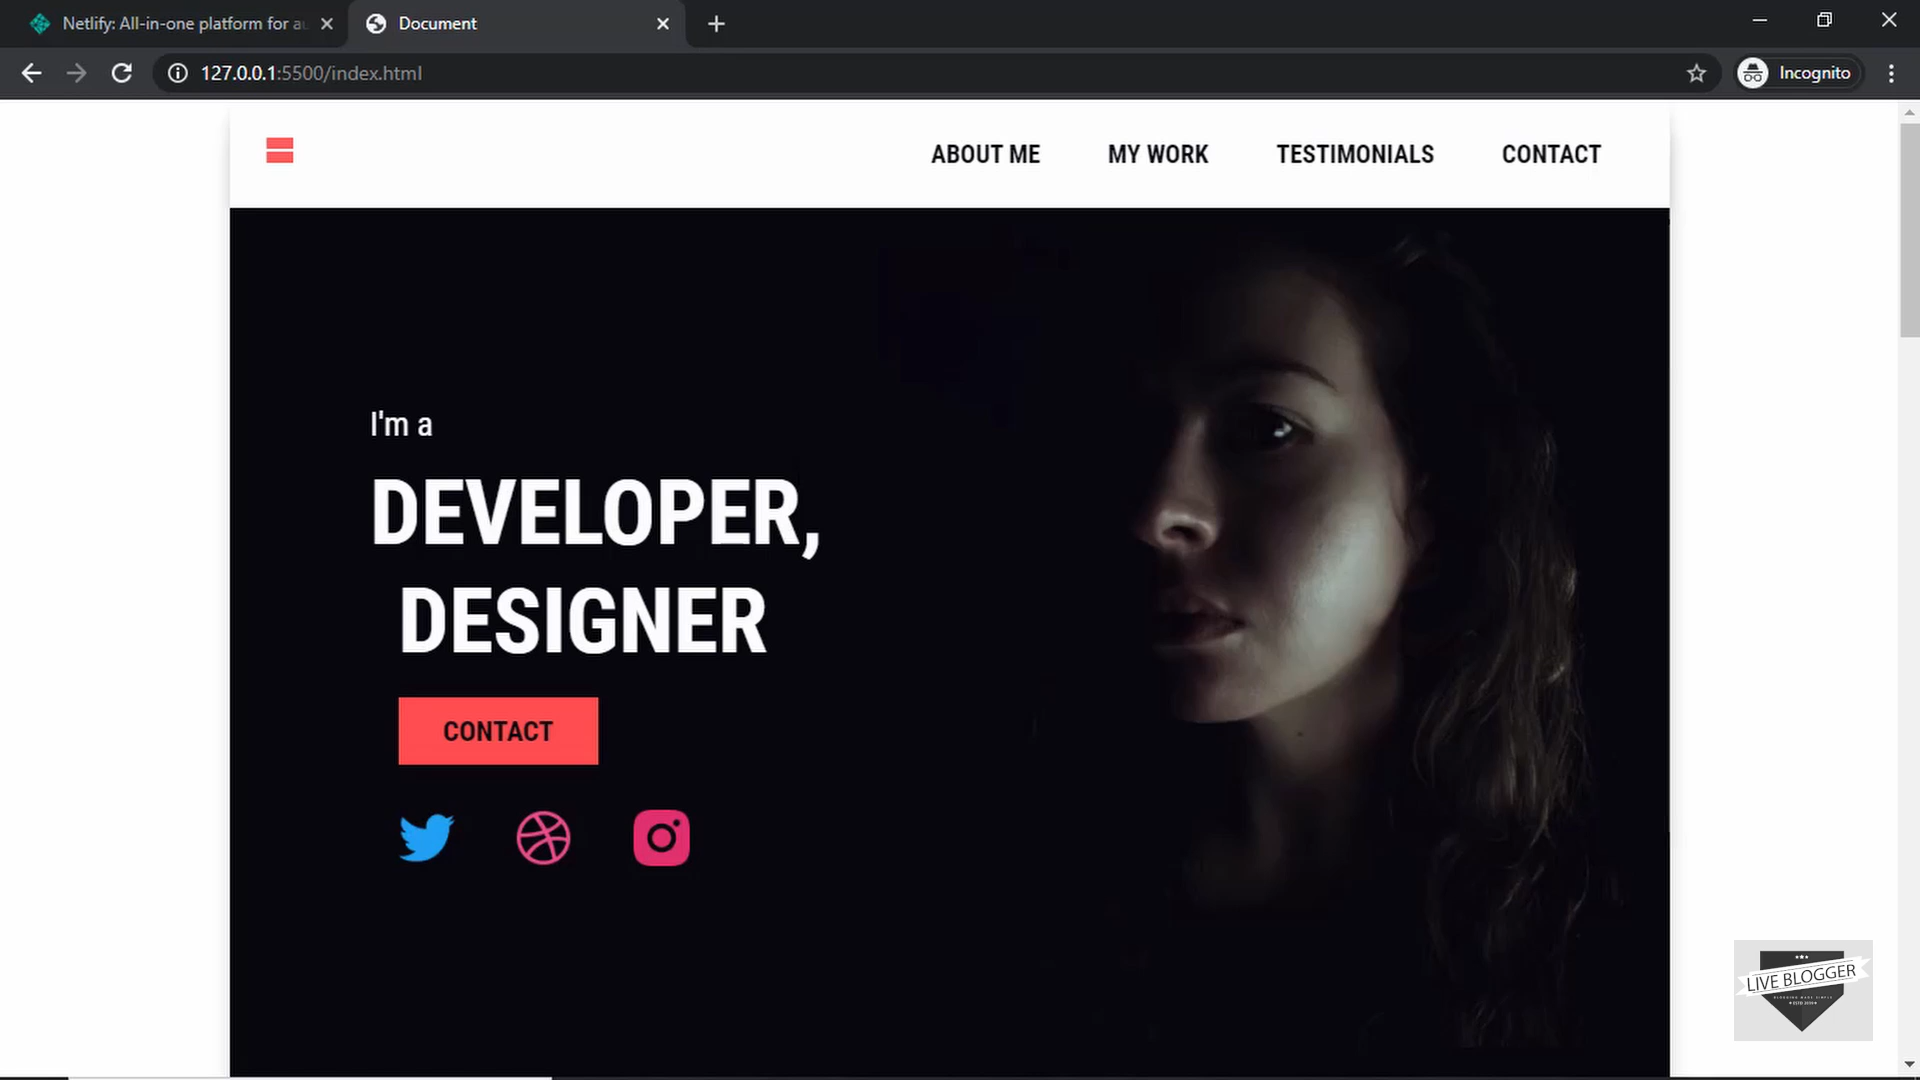 Netlify: All-in-one platform for au
Document
127.0.0.1:5500/index.html
Incognito
ABOUT ME
MY WORK
TESTIMONIALS
CONTACT
I'm a
DEVELOPER,
DESIGNER
CONTACT
LIVE BLOGGER